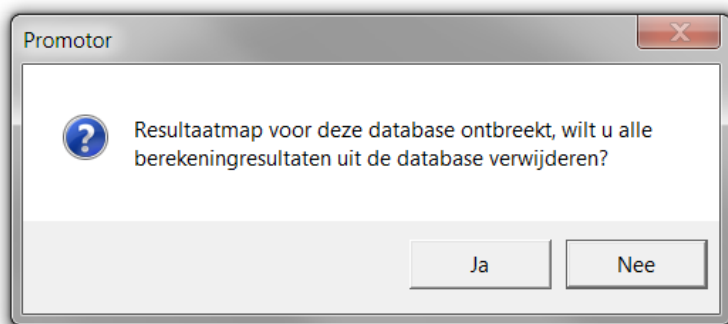 Promotor
Resultaatmap voor deze database ontbreekt, wilt u alle
berekeningresultaten uit de database verwijderen?
Ja
Nee